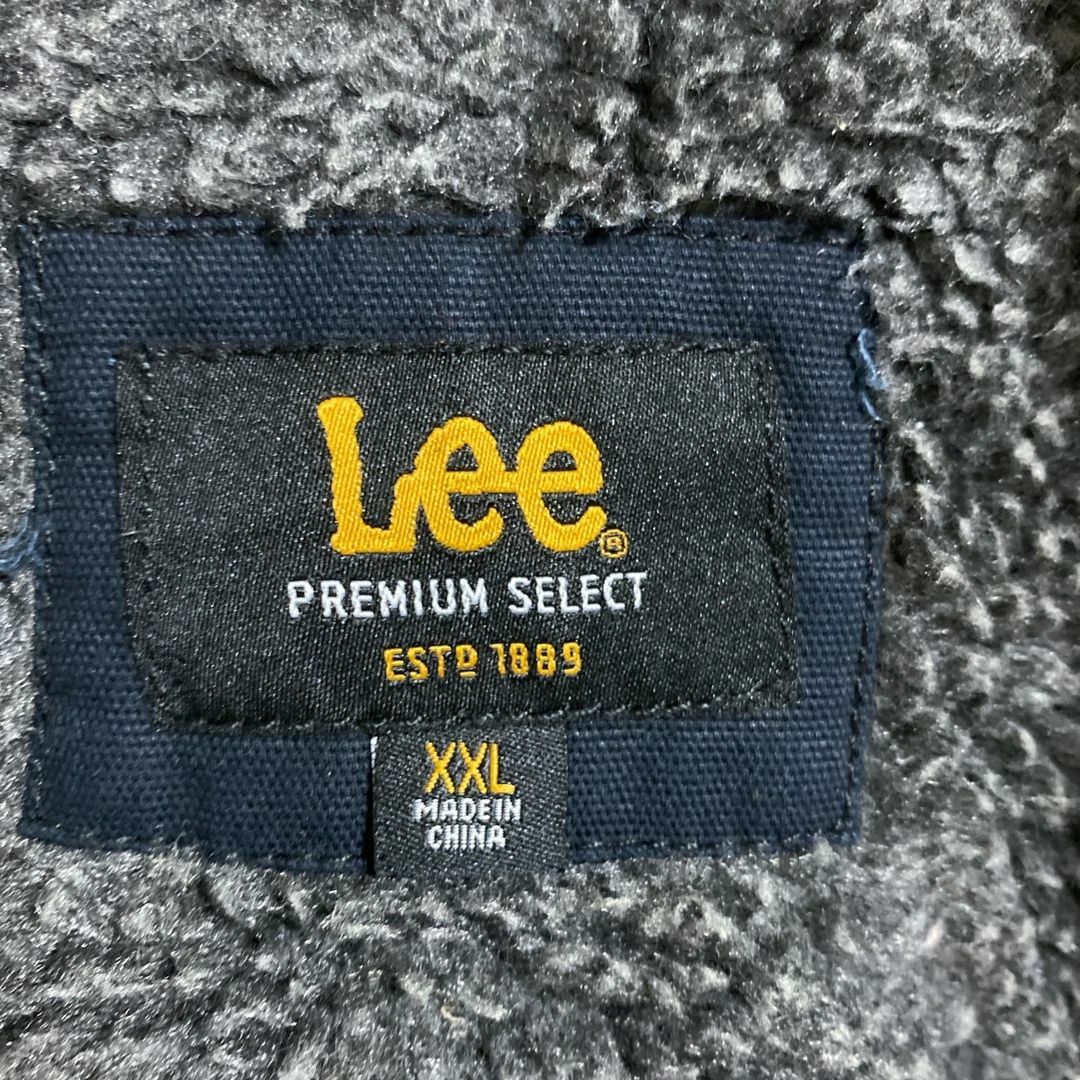 Lee®
PREMIUM SELECT
ESTD 1889
XXL
MADE IN
CHINA